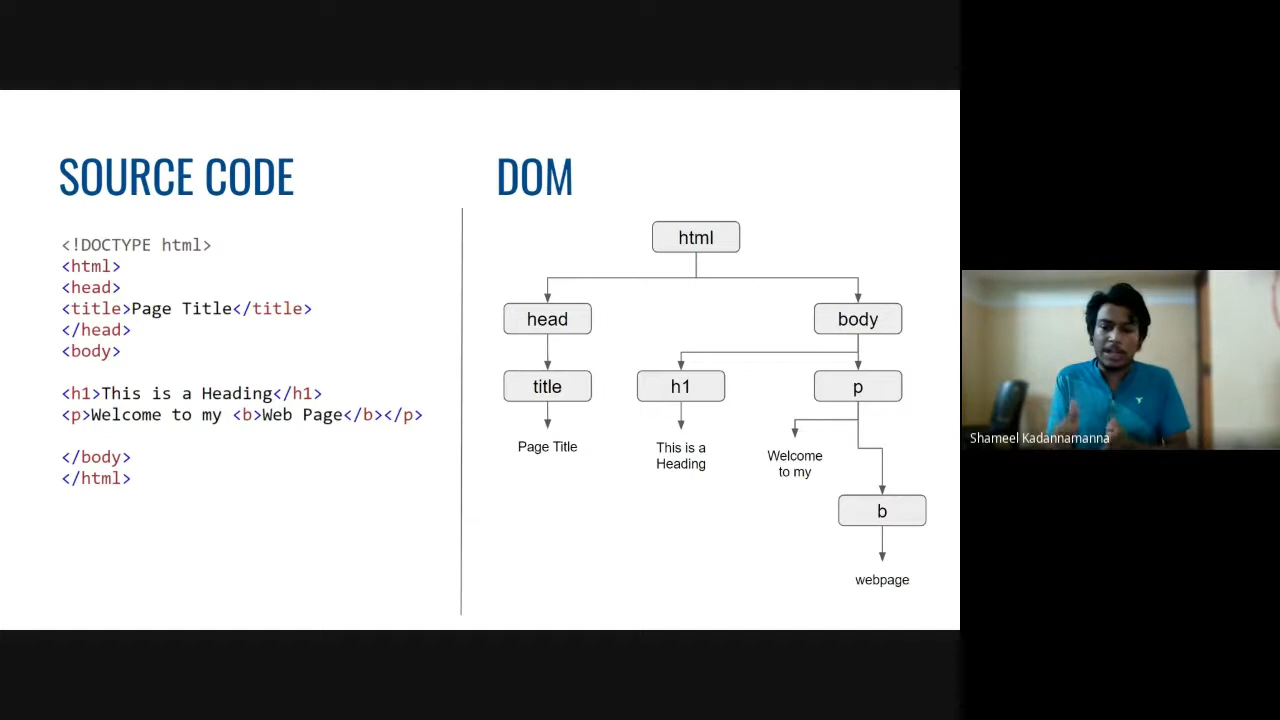 SOURCE CODE
<!DOCTYPE html>
<html>
<head>
<title>Page Title</title>
</head>
<body>
<h1>This is a Heading</h1>
<p>Welcome to my <b>Web Page</b></p>
</body>
</html>
DOM
html
head
body
title
h1
p
Page Title
This is a
Heading
Welcome
to my
b
webpage
Shameel Kadannamanna